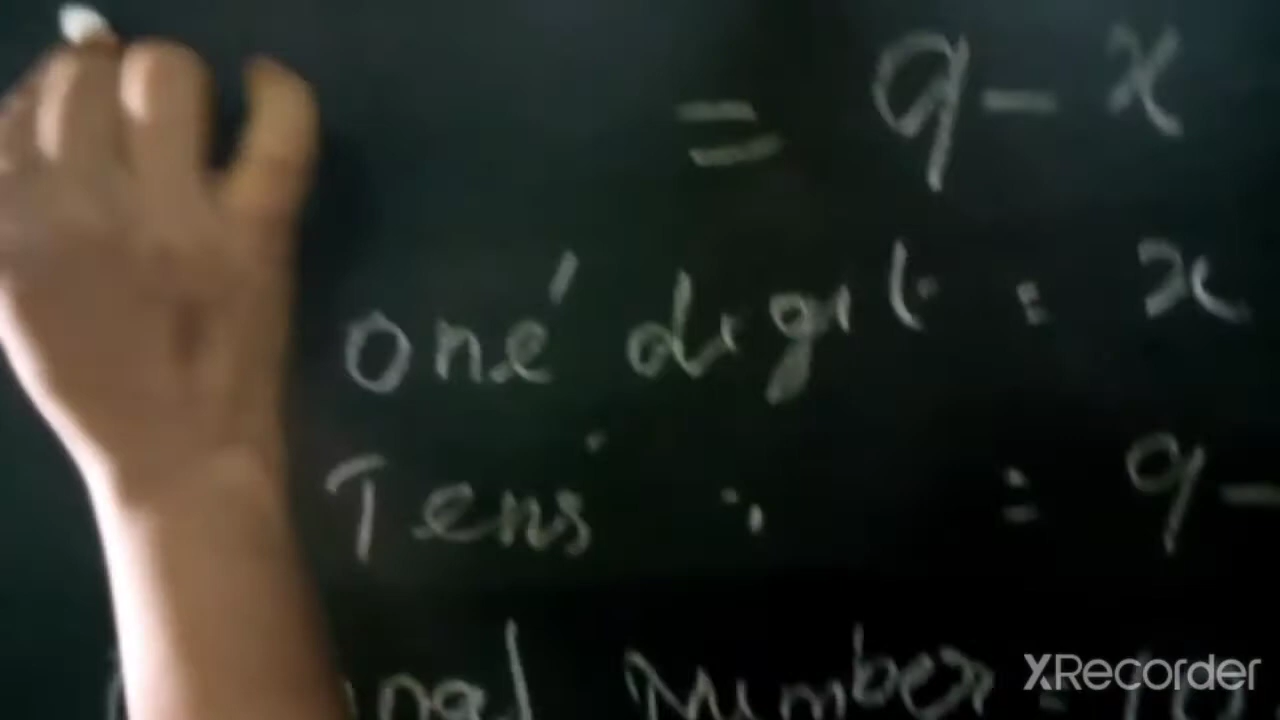 = 9 - x
One' digit : x
Tens : = 9 -
Number =
XRecorder